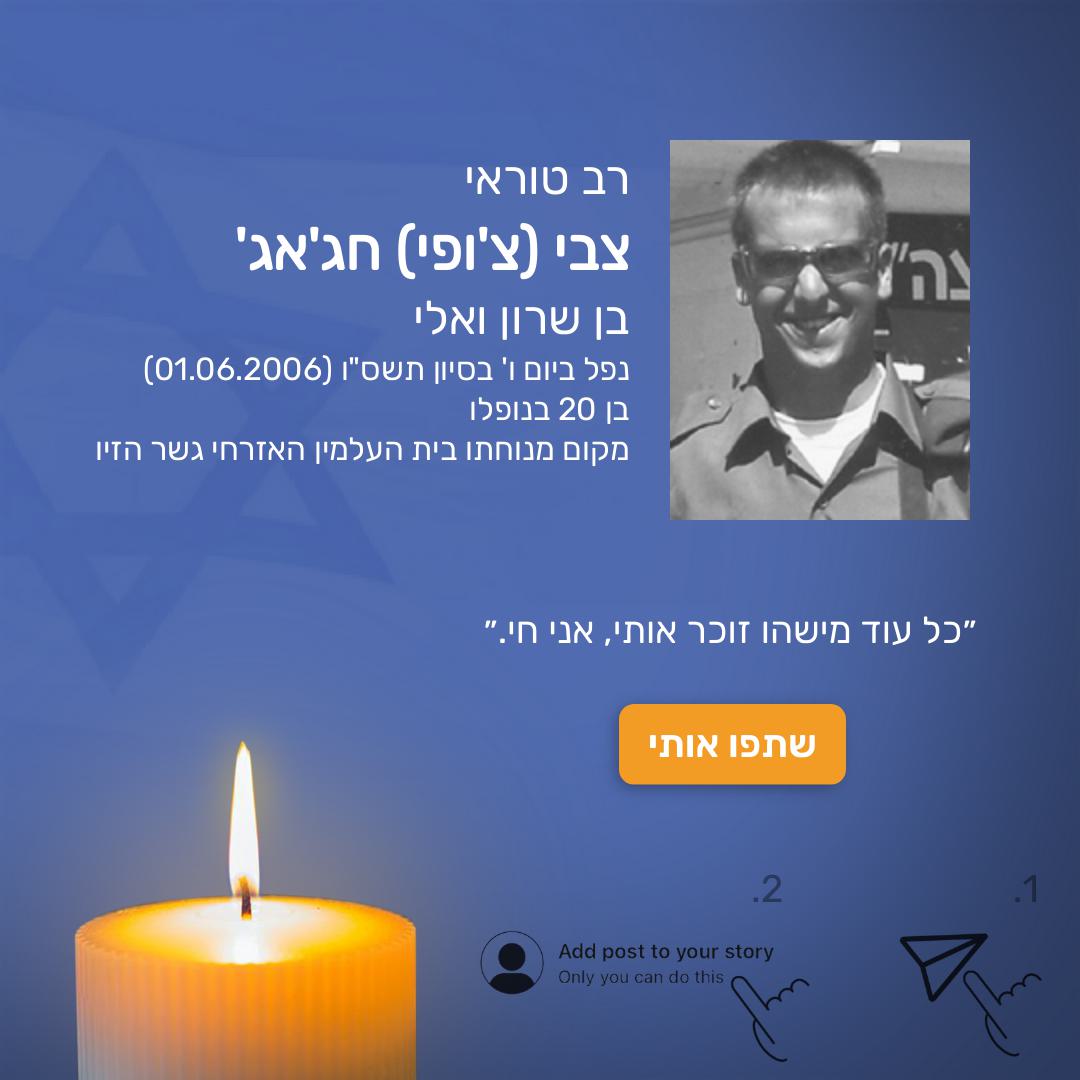 רב טוראי
צבי (צ'ופי) חג'אג'
בן שרון ואלי
נפל ביום ו' בסיון תשס"ו (01.06.2006)
בן 20 בנופלו
מקום מנוחתו בית העלמין האזרחי גשר הזיו
צה"
״כל עוד מישהו זוכר אותי, אני חי.״
שתפו אותי
1.
2.
Add post to your story
Only you can do this